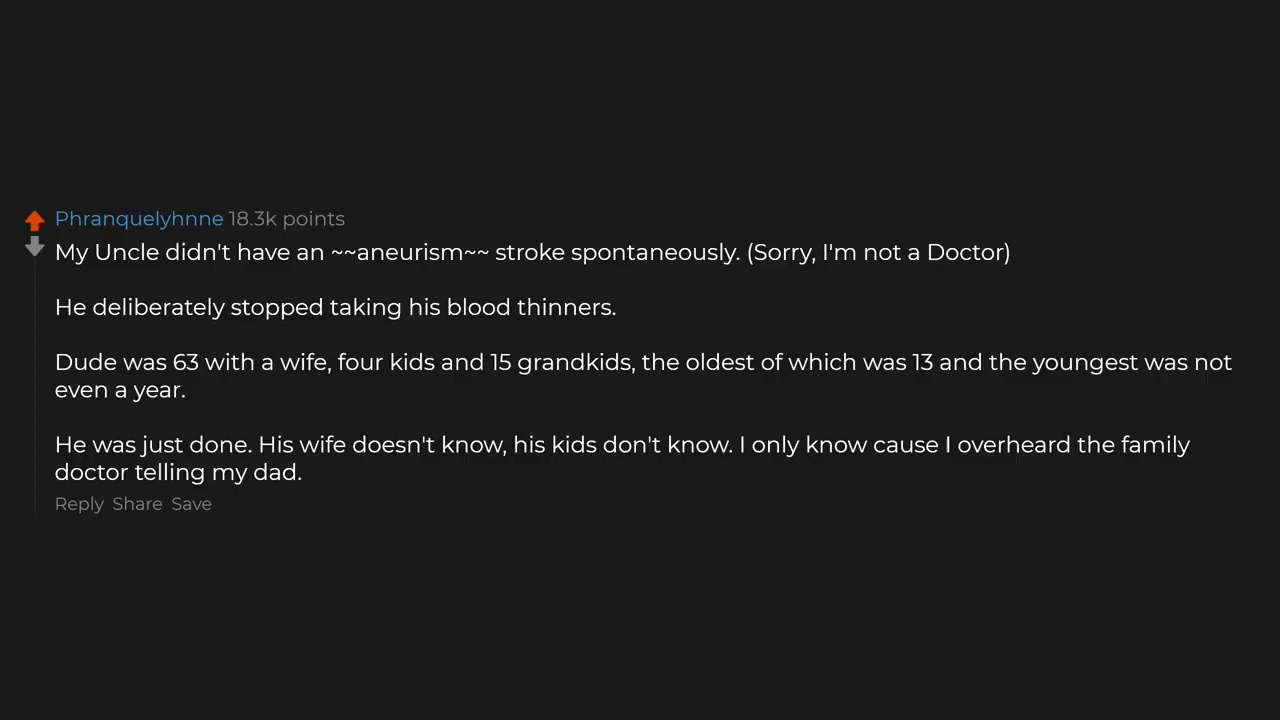 Phranquelyhnne 18.3k points
My Uncle didn't have an ~~aneurism~~ stroke spontaneously. (Sorry, I'm not a Doctor)
He deliberately stopped taking his blood thinners.
Dude was 63 with a wife, four kids and 15 grandkids, the oldest of which was 13 and the youngest was not
even a year.
He was just done. His wife doesn't know, his kids don't know. I only know cause I overheard the family
doctor telling my dad.
Reply Share Save